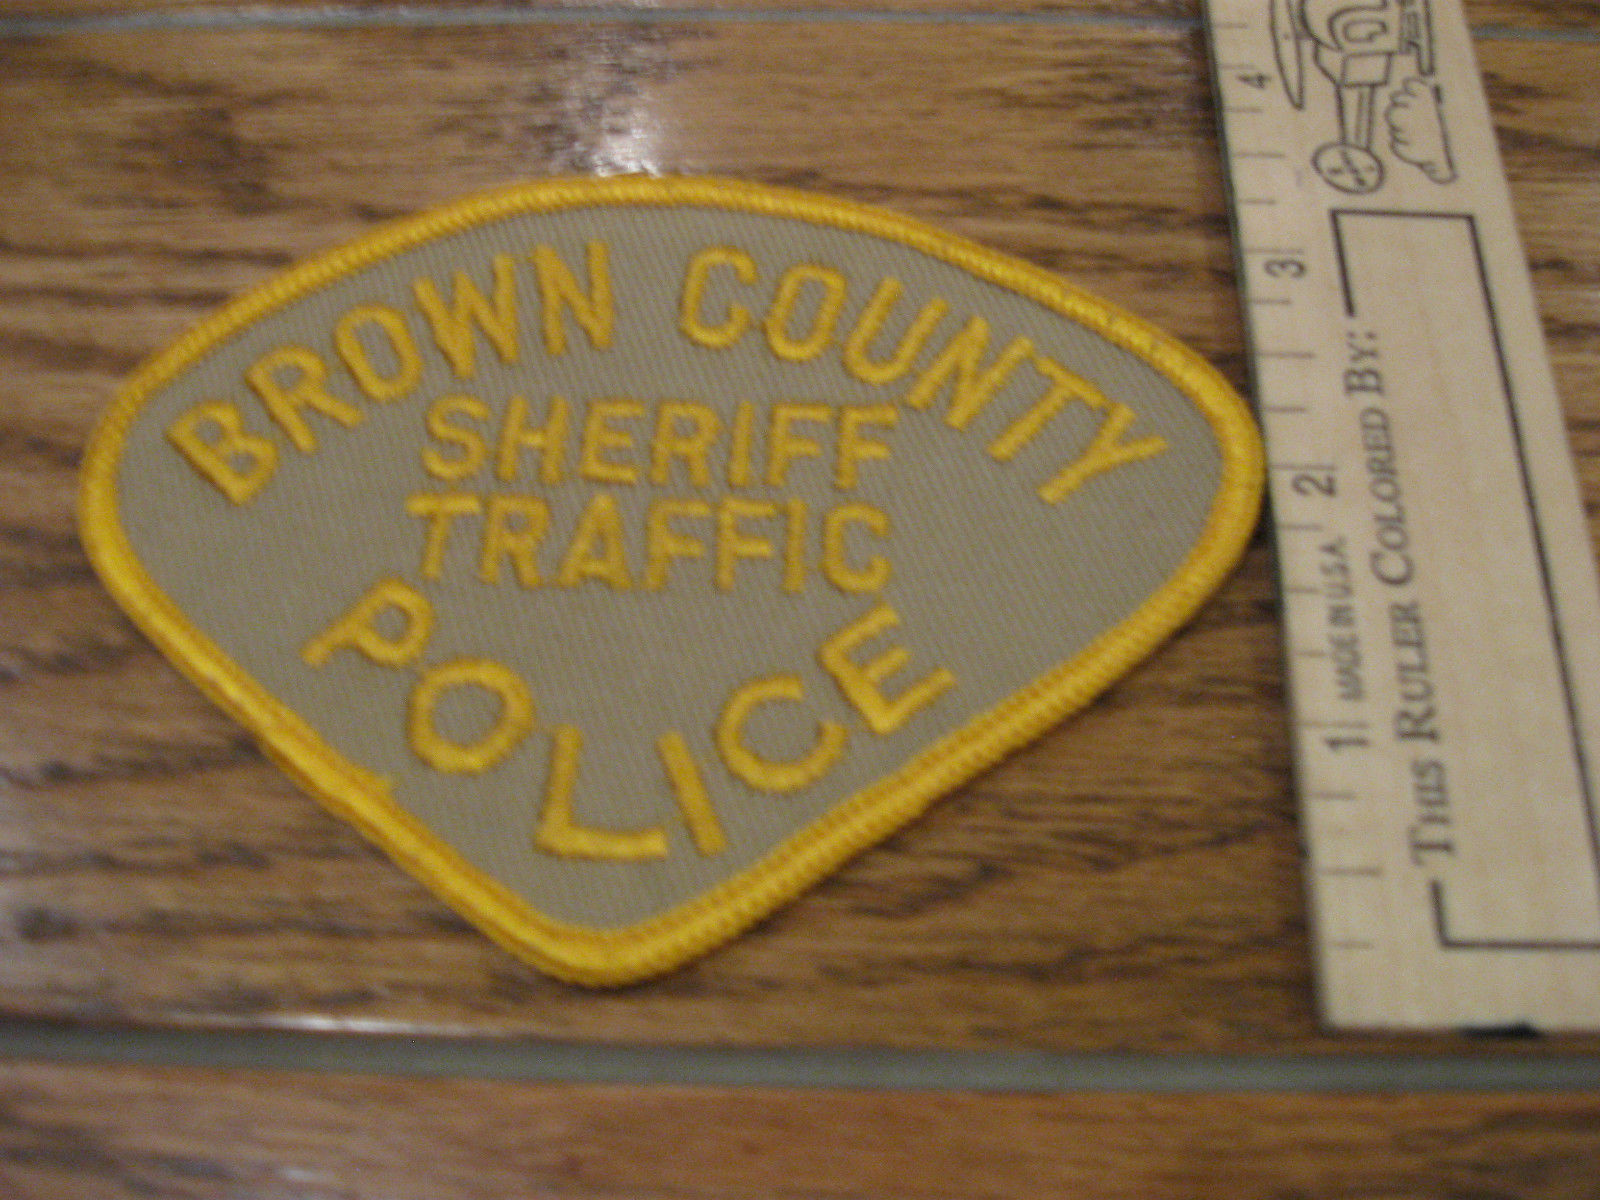 BROWN COUNTY
SHERIFF
TRAFFIC
POLICE
1
2
3
4
MADE IN U.S.A.
THIS RULER COLORED BY: